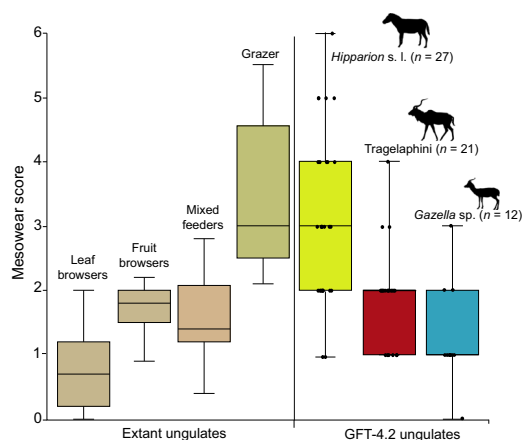 Mesowear score
6
5
4
3
2
1
0
Leaf
browsers
Fruit
browsers
Mixed
feeders
Grazer
Hipparion s. l. (n = 27)
Tragelaphini (n = 21)
Gazella sp. (n = 12)
Extant ungulates
GFT-4.2 ungulates